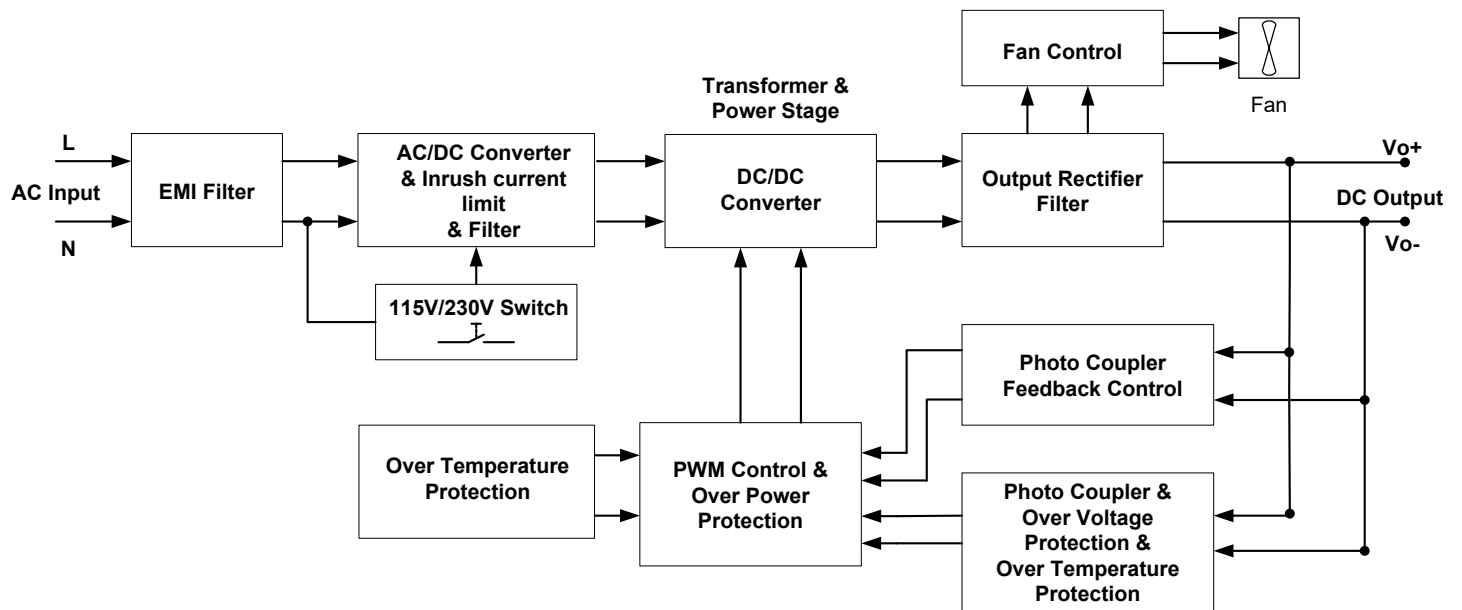 Fan Control
Fan
Transformer &
Power Stage
L
AC Input
N
EMI Filter
AC/DC Converter
& Inrush current
limit
& Filter
DC/DC
Converter
Output Rectifier
Filter
Vo+
DC Output
Vo-
115V/230V Switch
Photo Coupler
Feedback Control
Over Temperature
Protection
PWM Control &
Over Power
Protection
Photo Coupler &
Over Voltage
Protection &
Over Temperature
Protection